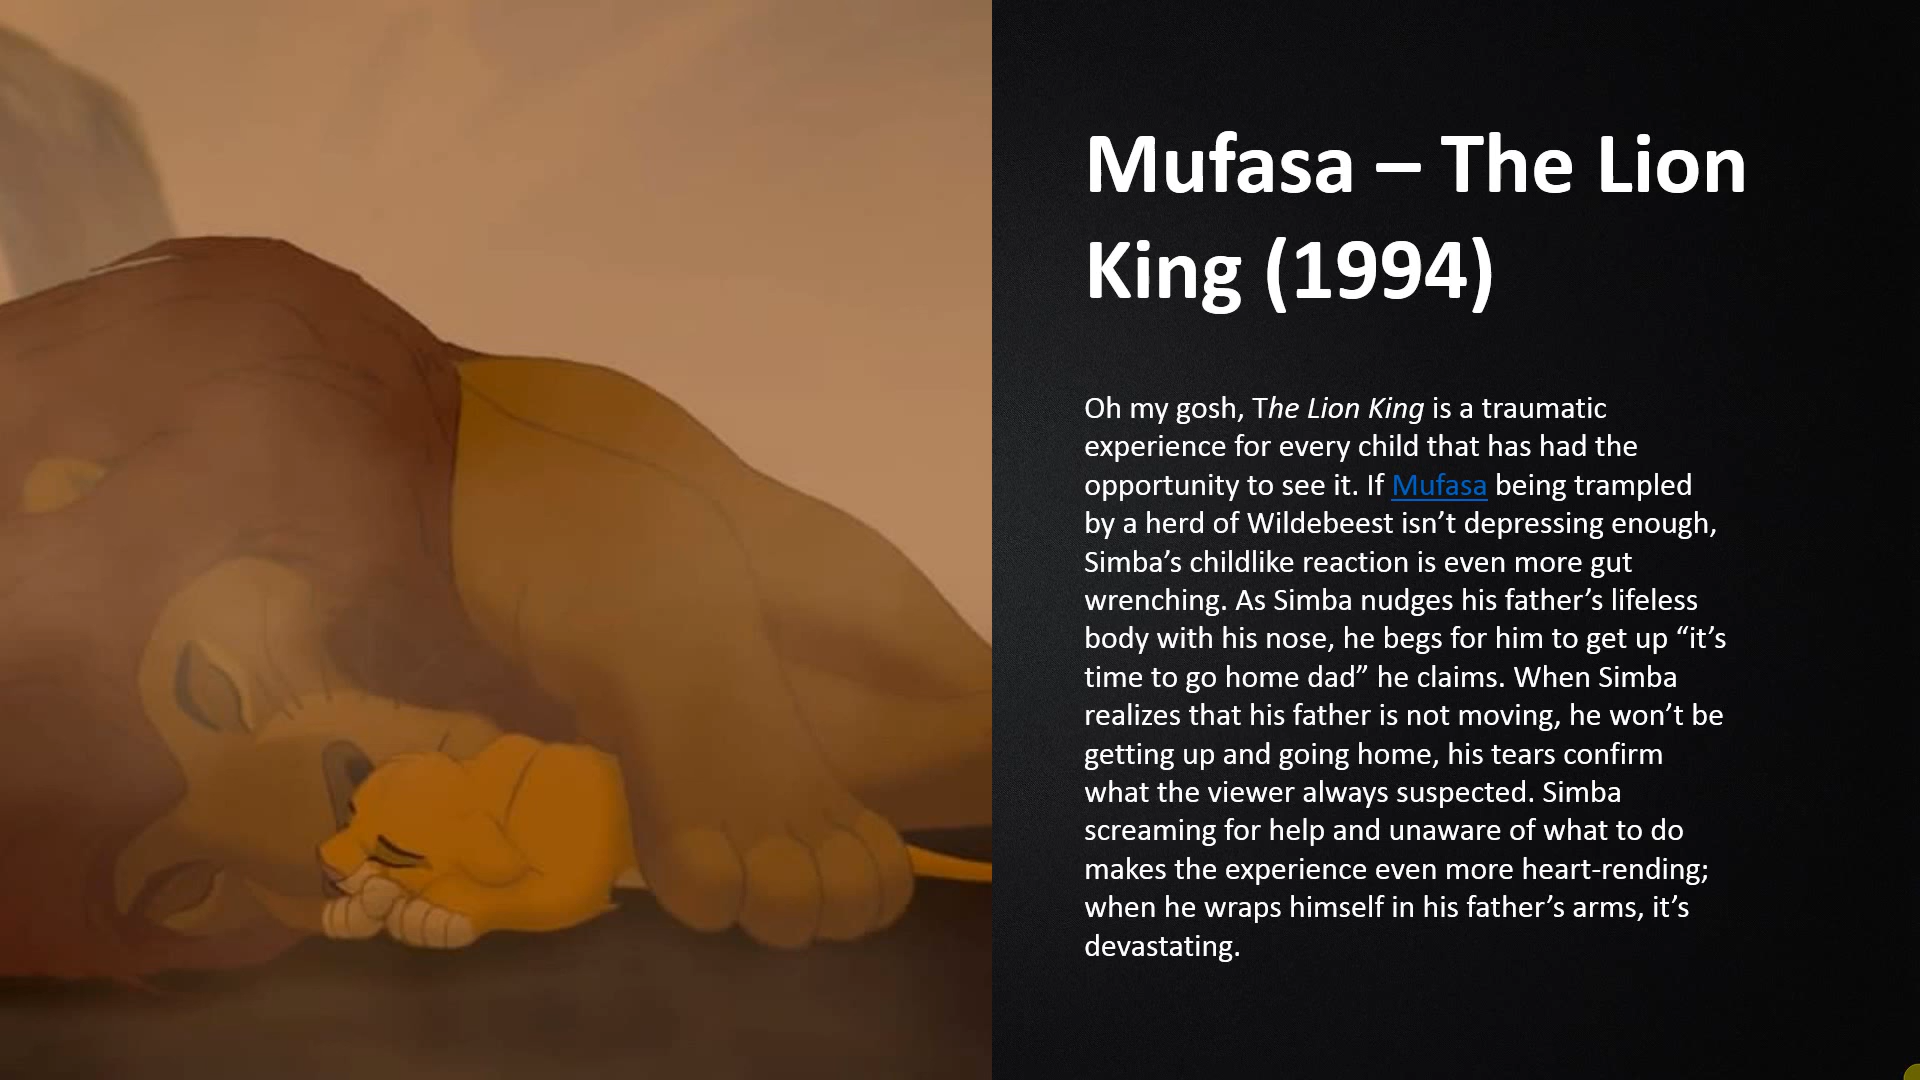 Mufasa – The Lion
King (1994)
Oh my gosh, The Lion King is a traumatic
experience for every child that has had the
opportunity to see it. If Mufasa being trampled
by a herd of Wildebeest isn’t depressing enough,
Simba’s childlike reaction is even more gut
wrenching. As Simba nudges his father’s lifeless
body with his nose, he begs for him to get up “it’s
time to go home dad” he claims. When Simba
realizes that his father is not moving, he won’t be
getting up and going home, his tears confirm
what the viewer always suspected. Simba
screaming for help and unaware of what to do
makes the experience even more heart-rending;
when he wraps himself in his father’s arms, it’s
devastating.